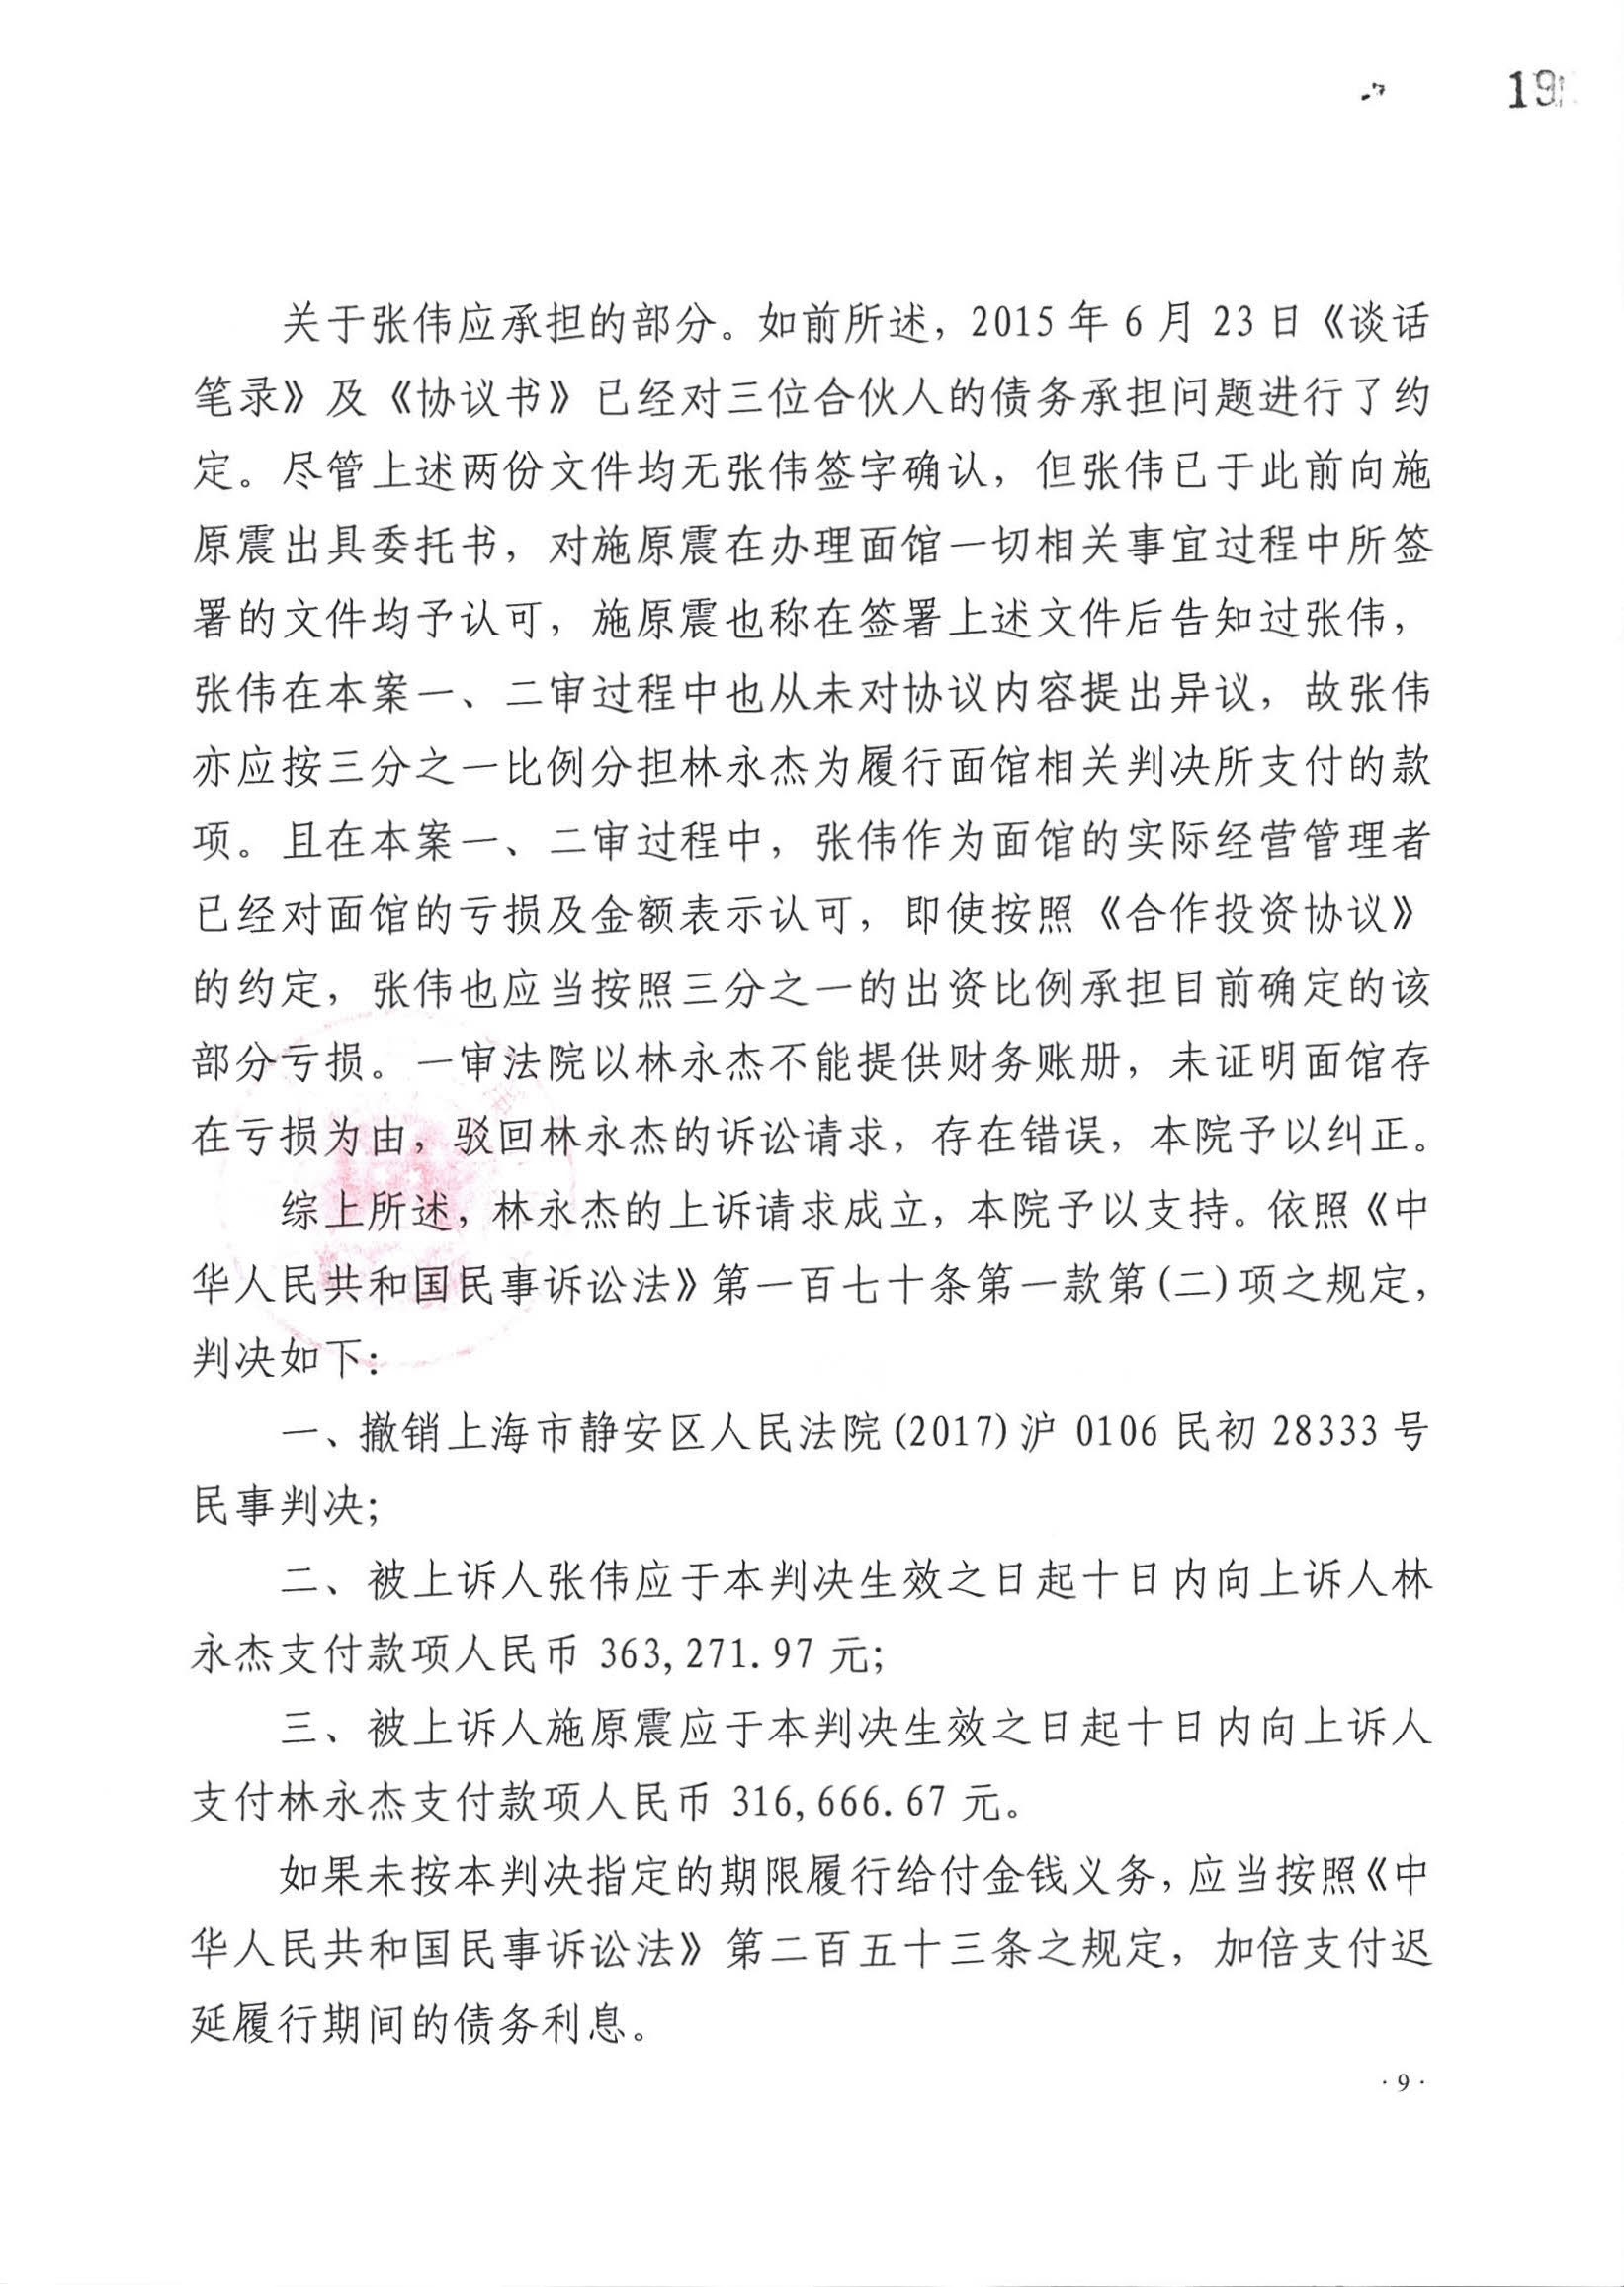 19
关于张伟应承担的部分。如前所述，2015年6月23日《谈话
笔录》及《协议书》已经对三位合伙人的债务承担问题进行了约
定。尽管上述两份文件均无张伟签字确认，但张伟已于此前向施
原震出具委托书，对施原震在办理面馆一切相关事宜过程中所签
署的文件均予认可，施原震也称在签署上述文件后告知过张伟，
张伟在本案一、二审过程中也从未对协议内容提出异议，故张伟
亦应按三分之一比例分担林永杰为履行面馆相关判决所支付的款
项。且在本案一、二审过程中，张伟作为面馆的实际经营管理者
已经对面馆的亏损及金额表示认可，即使按照《合作投资协议》
的约定，张伟也应当按照三分之一的出资比例承担目前确定的该
部分亏损。一审法院以林永杰不能提供财务账册，未证明面馆存
在亏损为由，驳回林永杰的诉讼请求，存在错误，本院予以纠正。
综上所述，林永杰的上诉请求成立，本院予以支持。依照《中
华人民共和国民事诉讼法》第一百七十条第一款第(二)项之规定，
判决如下：
一、撤销上海市静安区人民法院(2017)沪0106民初28333号
民事判决；
二、被上诉人张伟应于本判决生效之日起十日内向上诉人林
永杰支付款项人民币 363,271.97 元；
三、被上诉人施原震应于本判决生效之日起十日内向上诉人
支付林永杰支付款项人民币 316,666.67 元。
如果未按本判决指定的期限履行给付金钱义务，应当按照《中
华人民共和国民事诉讼法》第二百五十三条之规定，加倍支付迟
延履行期间的债务利息。
·9·